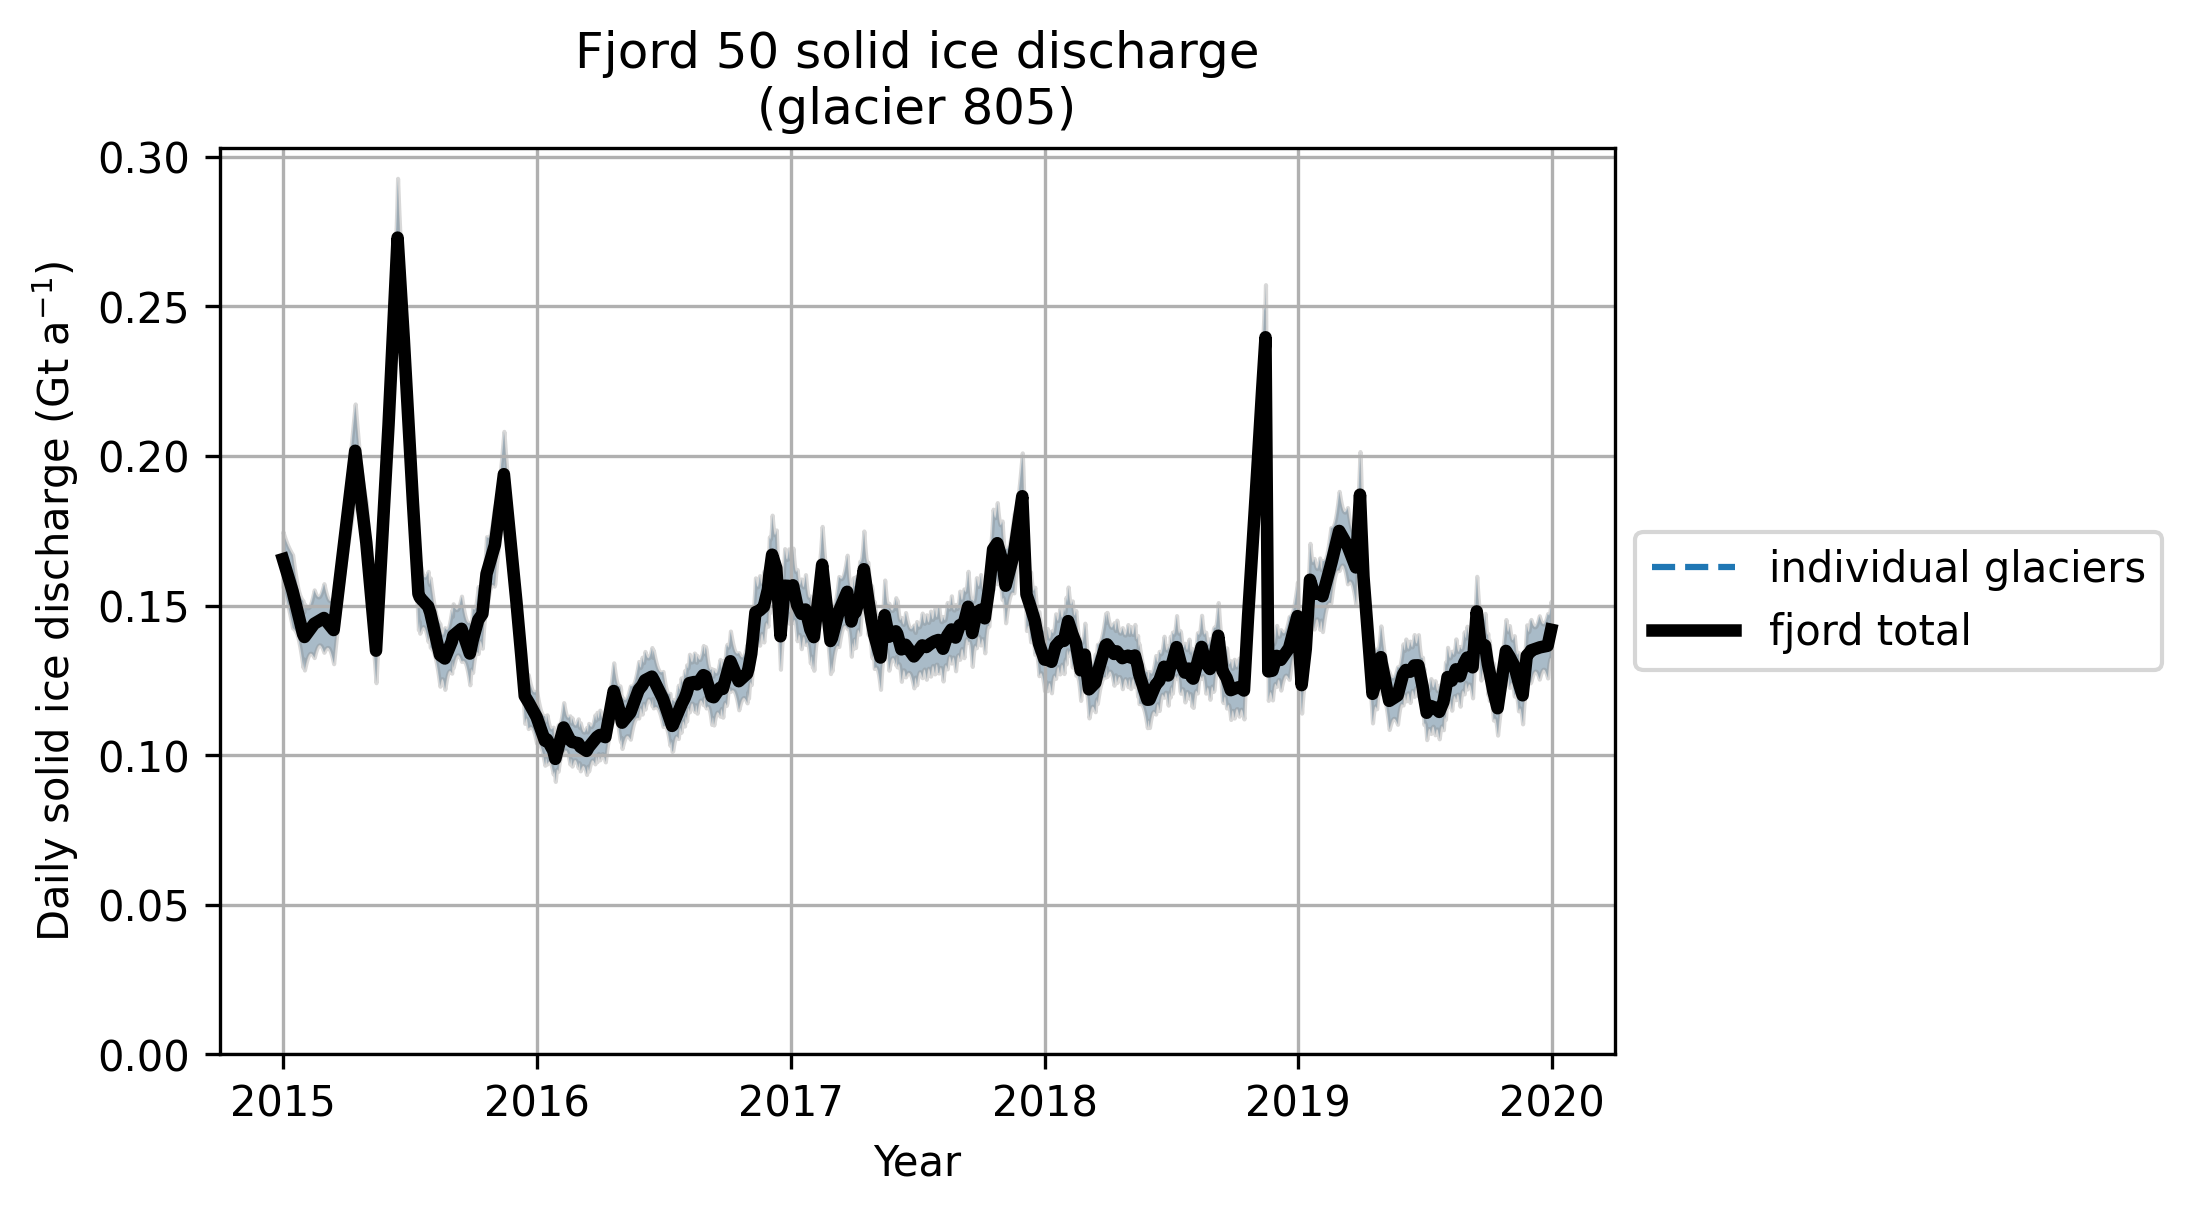 Fjord 50 solid ice discharge
(glacier 805)
Daily solid ice discharge (Gt a⁻¹)
0.30
0.25
0.20
0.15
0.10
0.05
0.00
2015 2016 2017 2018 2019 2020
Year
individual glaciers
fjord total